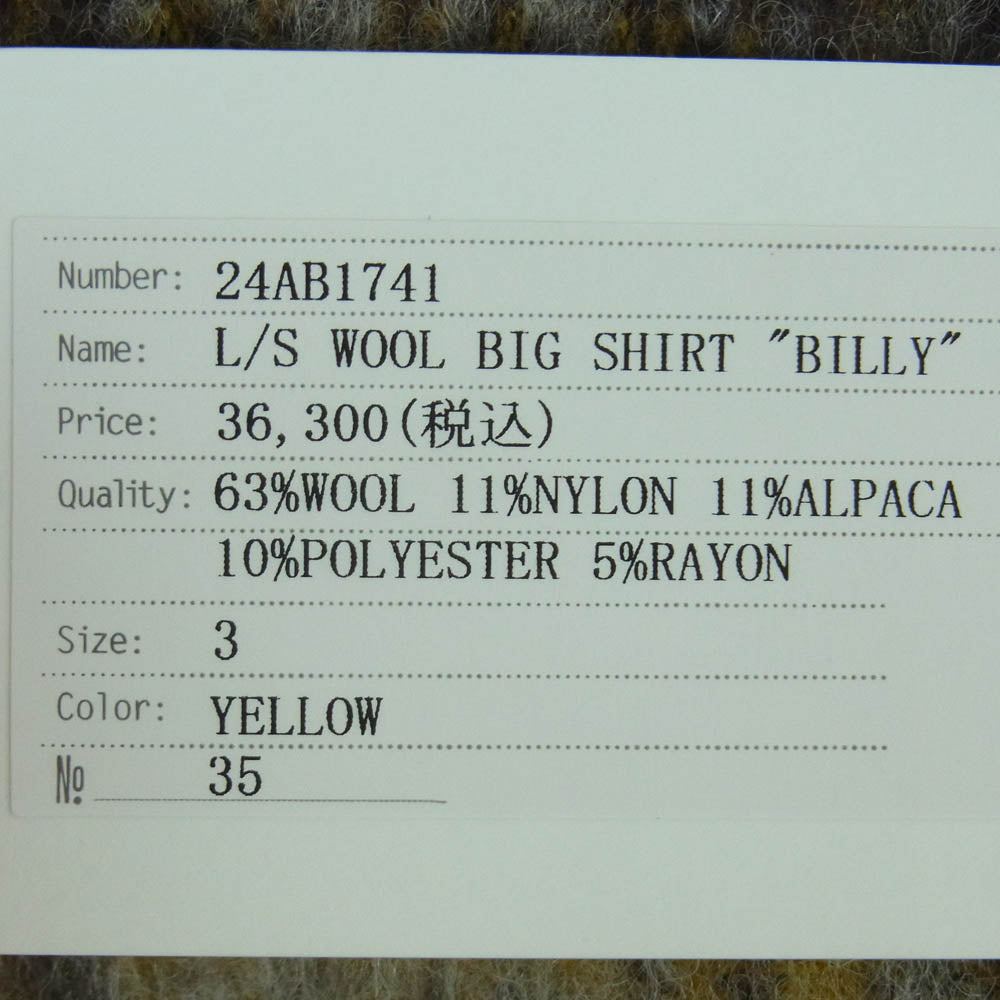 Number: 24AB1741
Name: L/S WOOL BIG SHIRT "BILLY"
Price: 36,300(税込)
Quality: 63%WOOL 11%NYLON 11%ALPACA
10%POLYESTER 5%RAYON
Size: 3
Color: YELLOW
№ 35